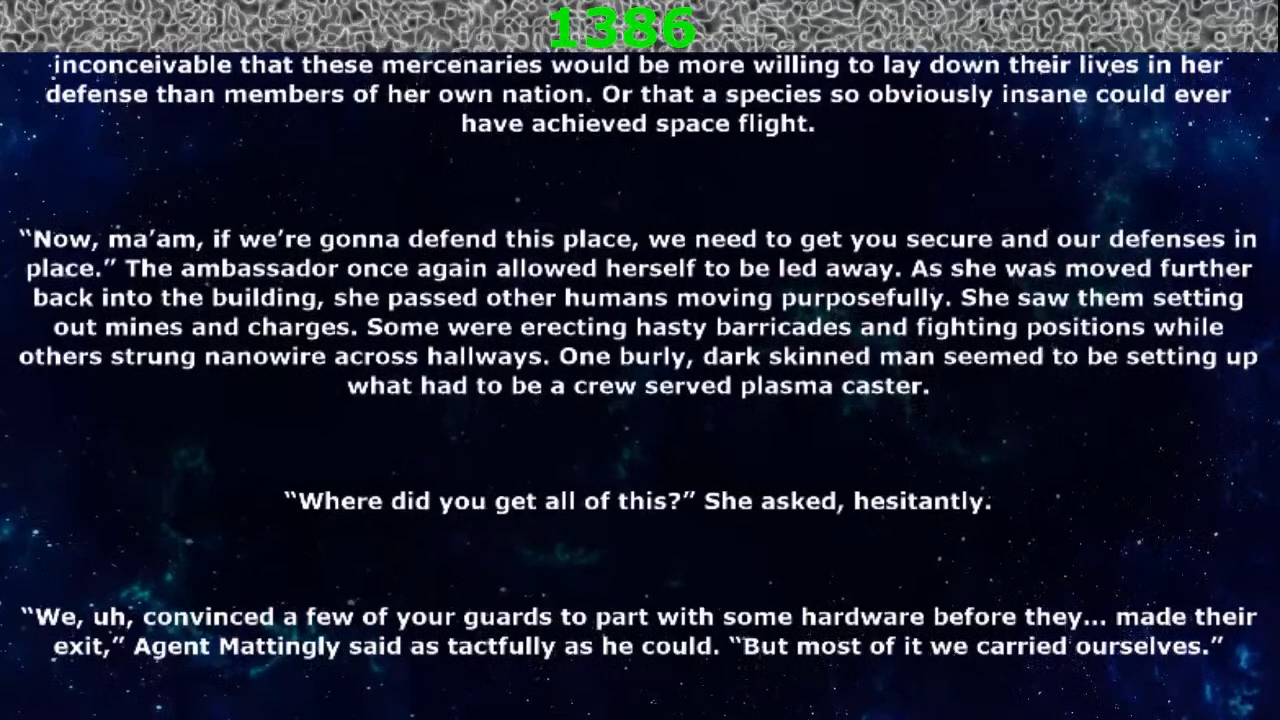 1386
inconceivable that these mercenaries would be more willing to lay down their lives in her
defense than members of her own nation. Or that a species so obviously insane could ever
have achieved space flight.
“Now, ma’am, if we’re gonna defend this place, we need to get you secure and our defenses in
place.” The ambassador once again allowed herself to be led away. As she was moved further
back into the building, she passed other humans moving purposefully. She saw them setting
out mines and charges. Some were erecting hasty barricades and fighting positions while
others strung nanowire across hallways. One burly, dark skinned man seemed to be setting up
what had to be a crew served plasma caster.
“Where did you get all of this?” She asked, hesitantly.
“We, uh, convinced a few of your guards to part with some hardware before they... made their
exit,” Agent Mattingly said as tactfully as he could. “But most of it we carried ourselves.”